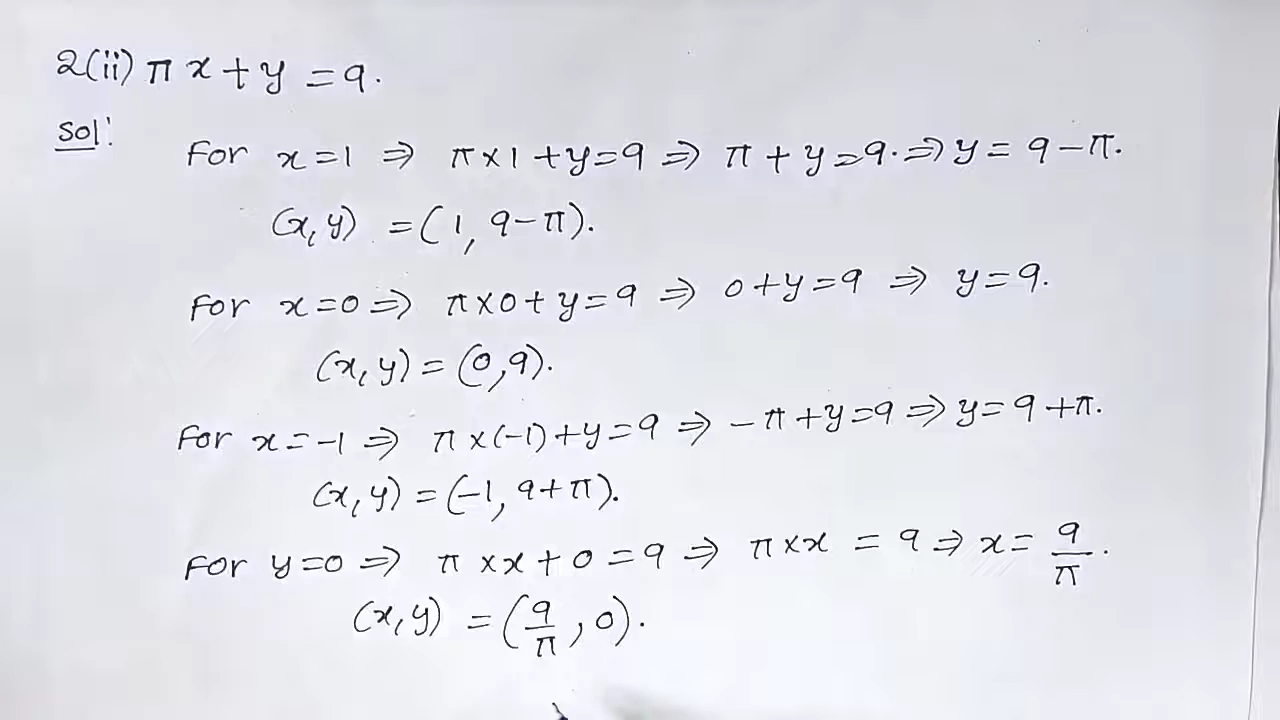 2(ii) π x + y = 9.
Sol:
For x = 1 ⇒ π × 1 + y = 9 ⇒ π + y = 9. ⇒ y = 9 − π.
(x, y) = (1, 9 − π).
For x = 0 ⇒ π × 0 + y = 9 ⇒ 0 + y = 9 ⇒ y = 9.
(x, y) = (0, 9).
For x = −1 ⇒ π × (−1) + y = 9 ⇒ − π + y = 9 ⇒ y = 9 + π.
(x, y) = (−1, 9 + π).
For y = 0 ⇒ π × x + 0 = 9 ⇒ π × x = 9 ⇒ x = 9/π.
(x, y) = (9/π, 0).